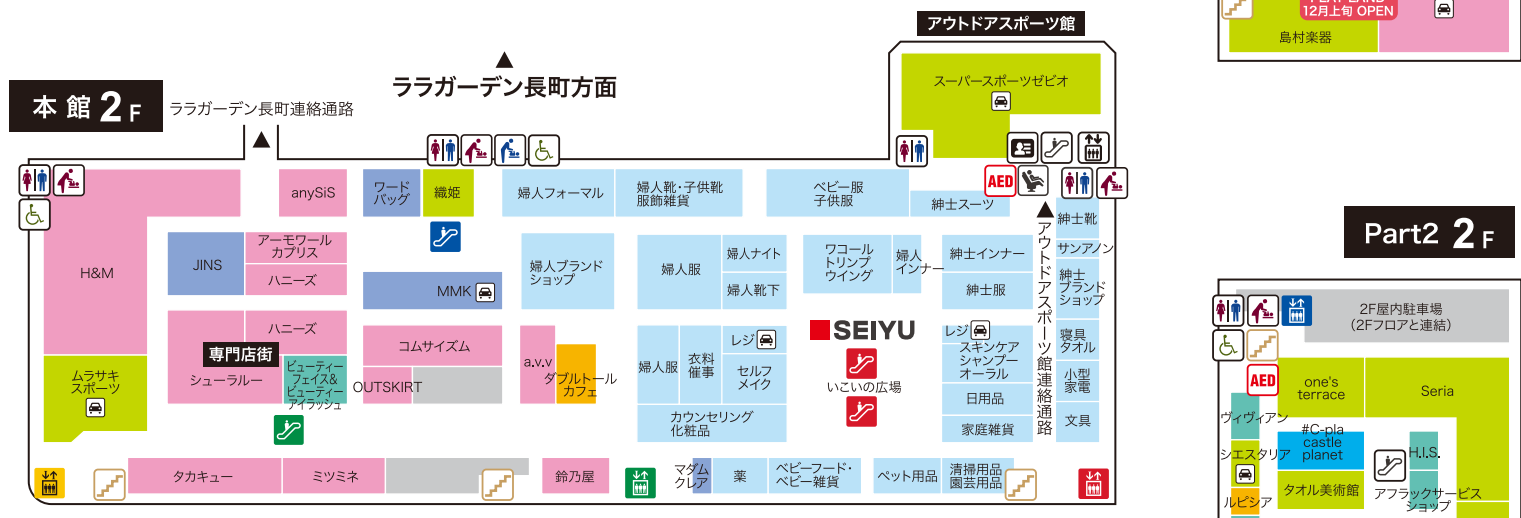 アウトドアスポーツ館
12月上旬 OPEN
島村楽器
本館 2F
ララガーデン長町連絡通路
ララガーデン長町方面
スーパースポーツゼビオ
anySiS
ワード
バッグ
織姫
婦人フォーマル
婦人靴・子供靴
服飾雑貨
ベビー服
子供服
紳士スーツ
AED
紳士靴
サンアノン
紳士
ブランド
ショップ
寝具
タオル
小型
家電
文具
アウトドアスポーツ館連絡通路
H&M
JINS
アーモワール
カプリス
ハニーズ
MMK
婦人ブランド
ショップ
婦人服
婦人ナイト
婦人靴下
ワコール
トリンプ
ウイング
婦人
インナー
紳士インナー
紳士服
ハニーズ
専門店街
シューラルー
ビューティー
フェイス&
ビューティー
アイラッシュ
コムサイズム
OUTSKIRT
a.v.v
ダブルトール
カフェ
婦人服
衣料
催事
レジ
セルフ
メイク
カウンセリング
化粧品
SEIYU
いこいの広場
レジ
スキンケア
シャンプー
オーラル
日用品
家庭雑貨
ムラサキ
スポーツ
タカキュー
ミツミネ
鈴乃屋
マダム
クレア
薬
ベビーフード・
ベビー雑貨
ペット用品
清掃用品
園芸用品
Part2 2F
2F屋内駐車場
(2Fフロアと連結)
AED
one's
terrace
Seria
ヴィヴィアン
#C-pla
castle
planet
シエスタリア
H.I.S.
ルピシア
タオル美術館
アフラックサービス
ショップ